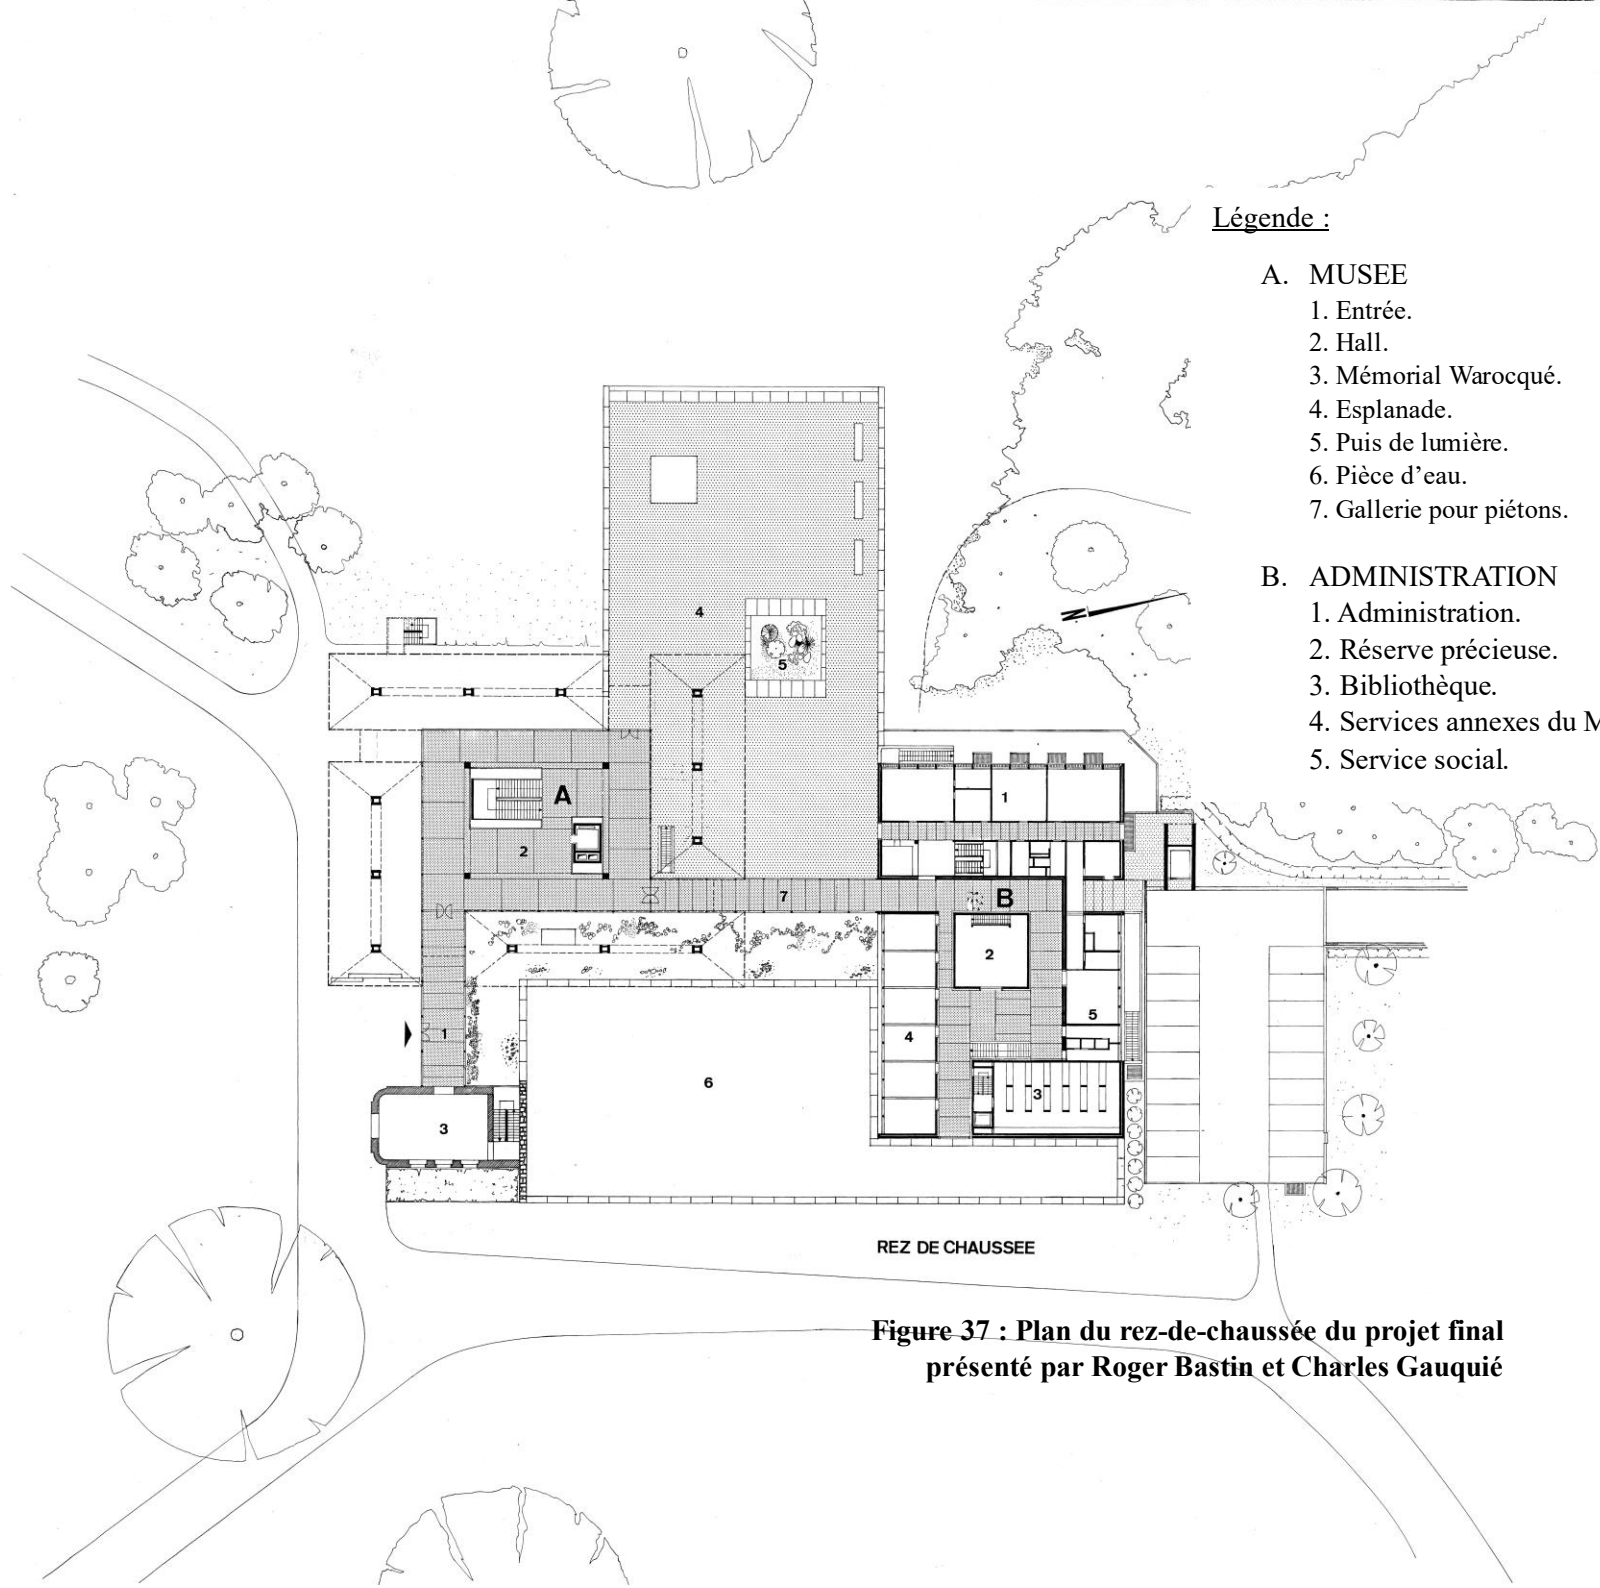 Légende :
A. MUSEE
1. Entrée.
2. Hall.
3. Mémorial Warocqué.
4. Esplanade.
5. Puis de lumière.
6. Pièce d’eau.
7. Gallerie pour piétons.
B. ADMINISTRATION
1. Administration.
2. Réserve précieuse.
3. Bibliothèque.
4. Services annexes du M
5. Service social.
4
5
A
2
1
7
B
2
1
5
4
6
3
3
N
REZ DE CHAUSSEE
Figure 37 : Plan du rez-de-chaussée du projet final
présenté par Roger Bastin et Charles Gauquié